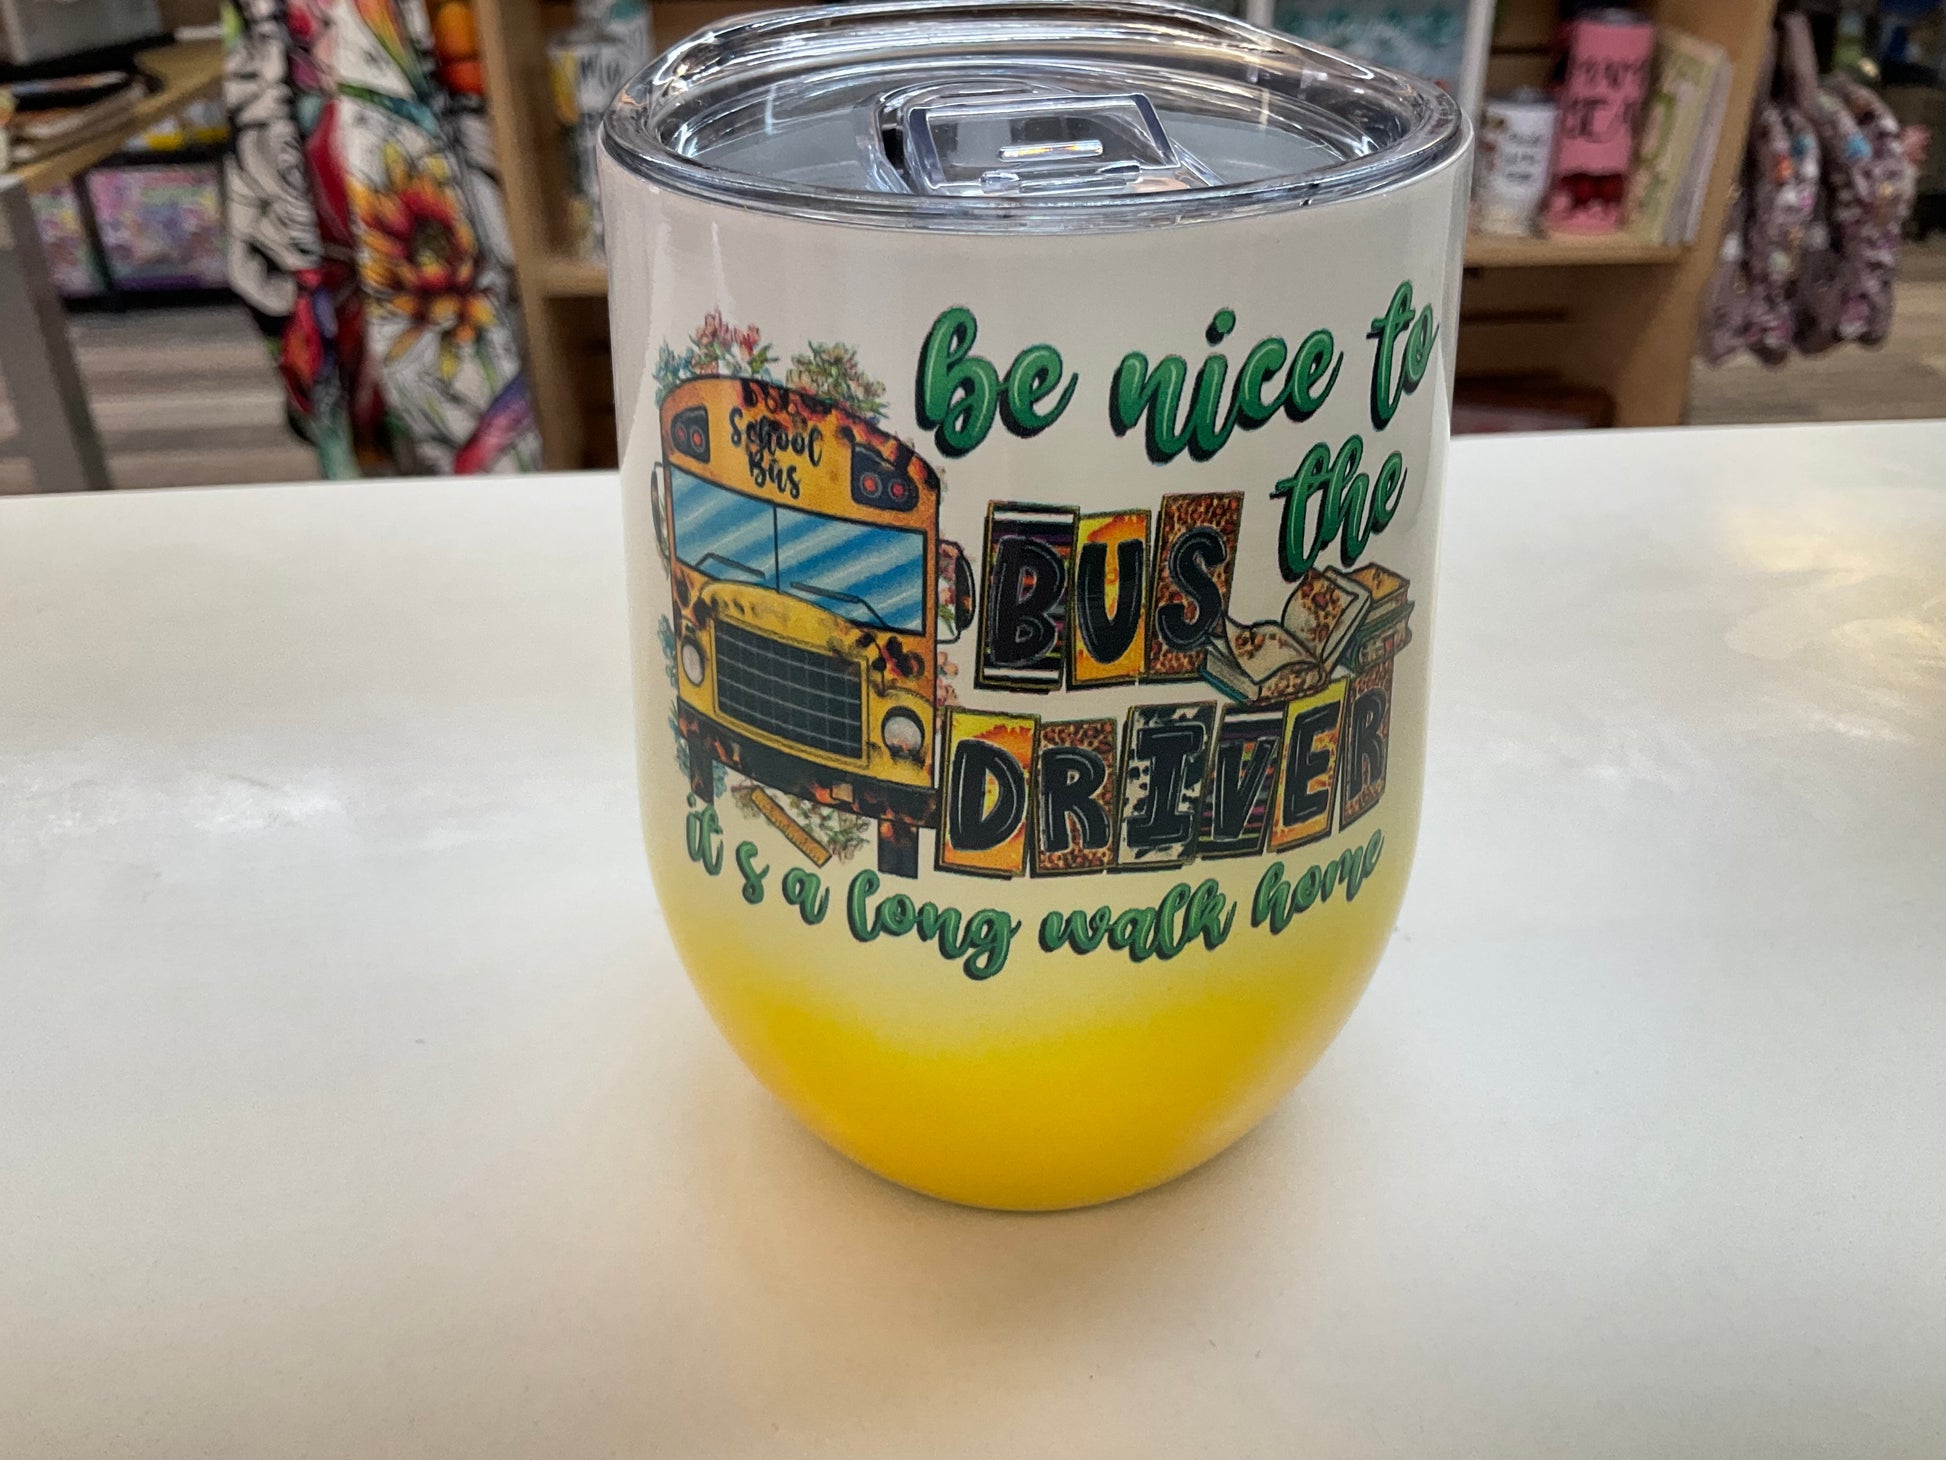 be nice to
the
School
Bus
BUS
DRIVER
it's a long walk home